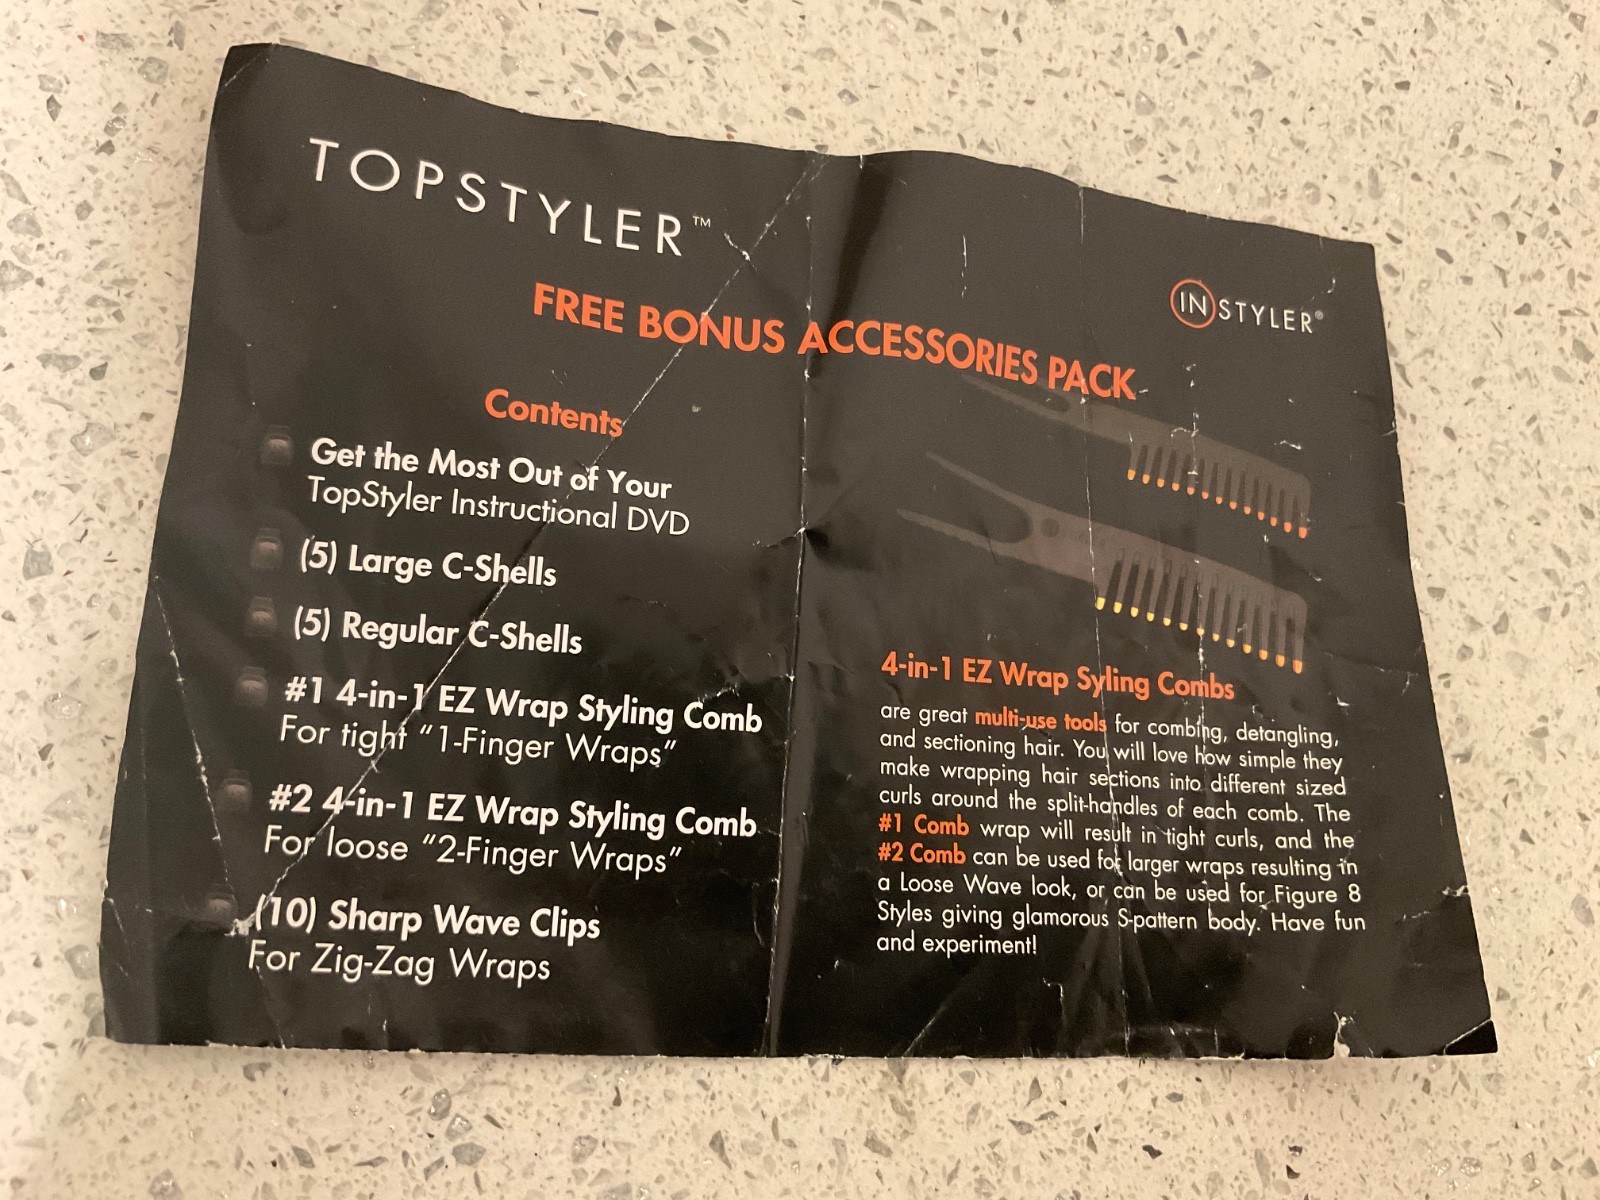 TOPSTYLER™
INSTYLER®
FREE BONUS ACCESSORIES PACK
Contents
Get the Most Out of Your
TopStyler Instructional DVD
(5) Large C-Shells
(5) Regular C-Shells
#1 4-in-1 EZ Wrap Styling Comb
For tight “1-Finger Wraps”
#2 4-in-1 EZ Wrap Styling Comb
For loose “2-Finger Wraps”
(10) Sharp Wave Clips
For Zig-Zag Wraps
4-in-1 EZ Wrap Syling Combs
are great multi-use tools for combing, detangling,
and sectioning hair. You will love how simple they
make wrapping hair sections into different sized
curls around the split-handles of each comb. The
#1 Comb wrap will result in tight curls, and the
#2 Comb can be used for larger wraps resulting in
a Loose Wave look, or can be used for Figure 8
Styles giving glamorous S-pattern body. Have fun
and experiment!